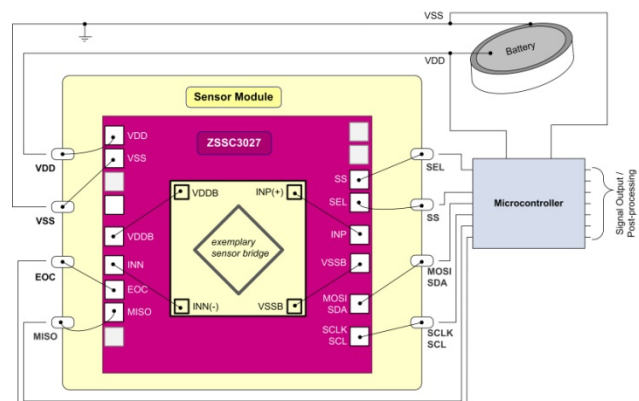 VSS
Battery
VDD
Sensor Module
ZSSC3027
VDD
VSS
VDDB
INN
EOC
MISO
SS
SEL
INP
VSSB
MOSI
SDA
SCLK
SCL
VDDB
INP(+)
exemplary
sensor bridge
INN(-)
VSSB
VDD
VSS
EOC
MISO
SEL
SS
MOSI
SDA
SCLK
SCL
Microcontroller
Signal Output /
Post-processing